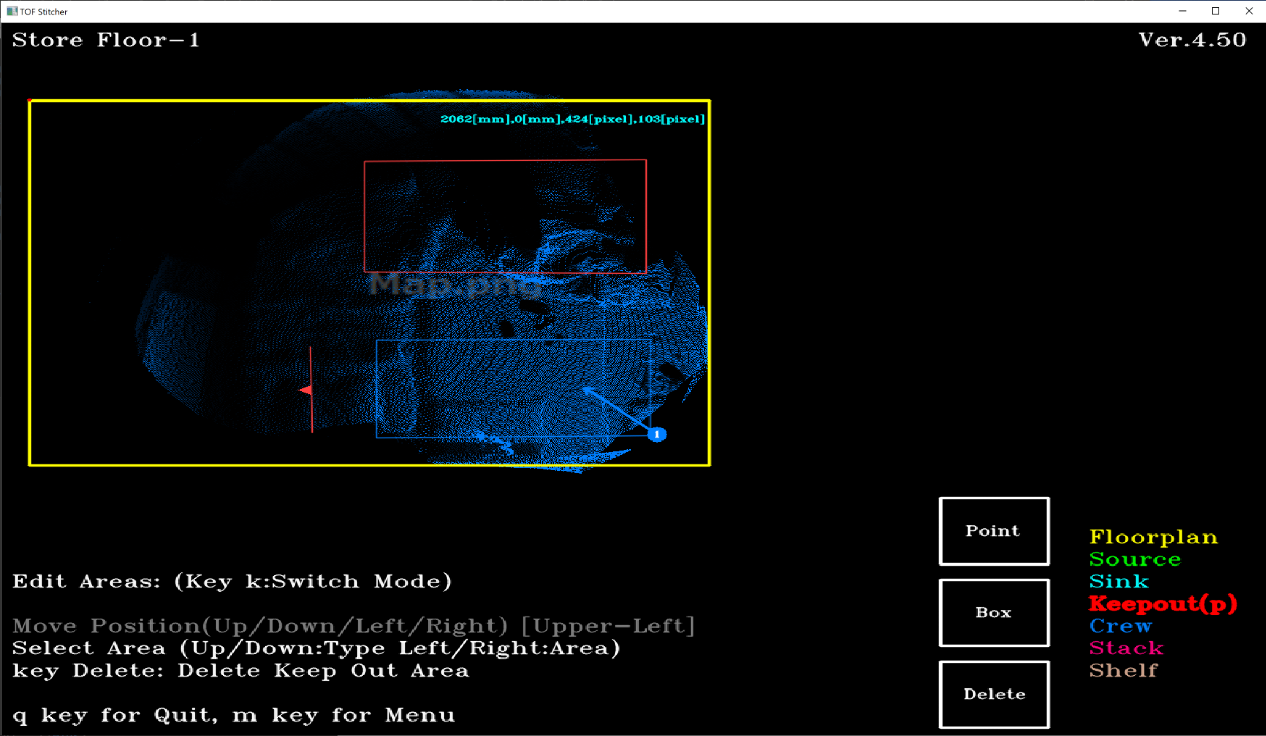 TOF Stitcher
Store Floor-1
Ver.4.50
2062[mm],0[mm],424[pixel],103[pixel]
Map.png
1
Point
Box
Delete
Floorplan
Source
Sink
Keepout(p)
Crew
Stack
Shelf
Edit Areas: (Key k:Switch Mode)
Move Position(Up/Down/Left/Right) [Upper-Left]
Select Area (Up/Down:Type Left/Right:Area)
key Delete: Delete Keep Out Area
q key for Quit, m key for Menu